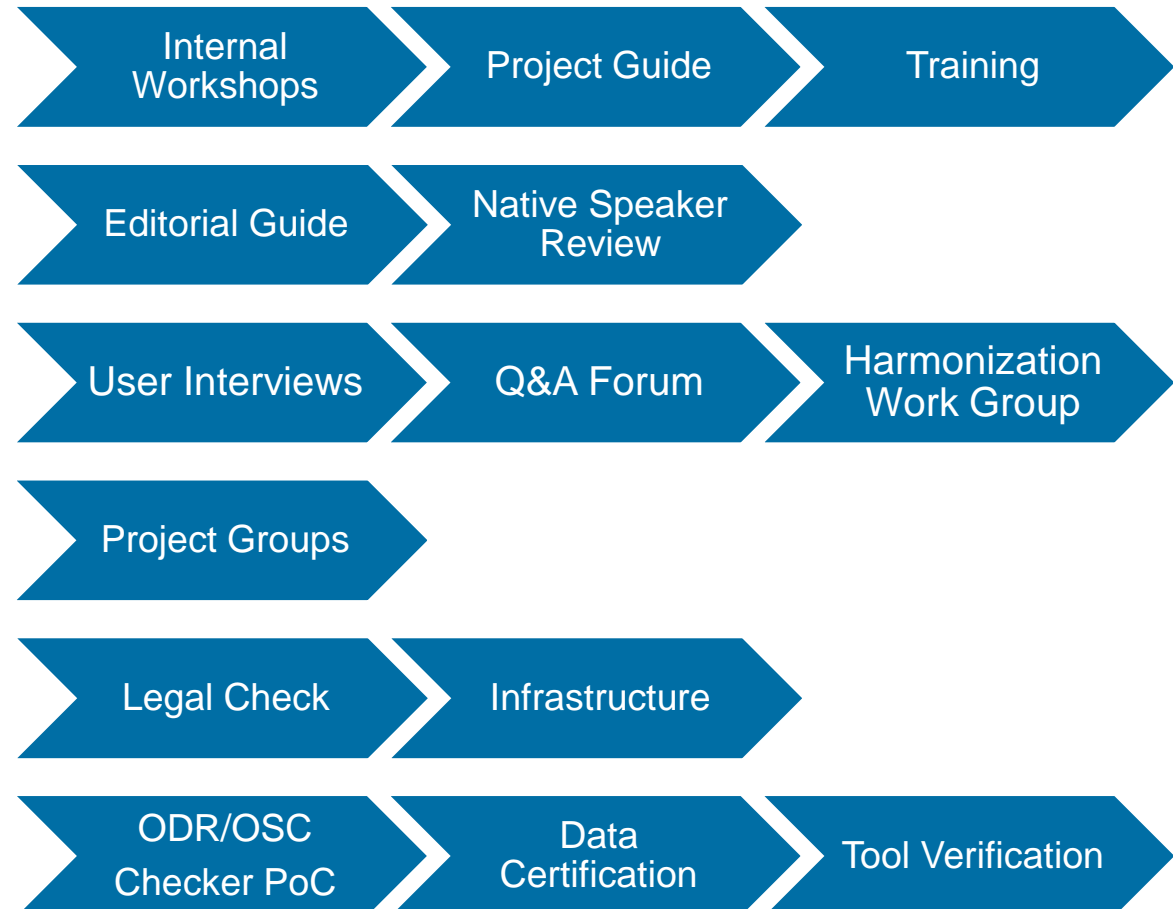 Internal
Workshops
Project Guide
Training
Editorial Guide
Native Speaker
Review
User Interviews
Q&A Forum
Harmonization
Work Group
Project Groups
Legal Check
Infrastructure
ODR/OSC
Checker PoC
Data
Certification
Tool Verification